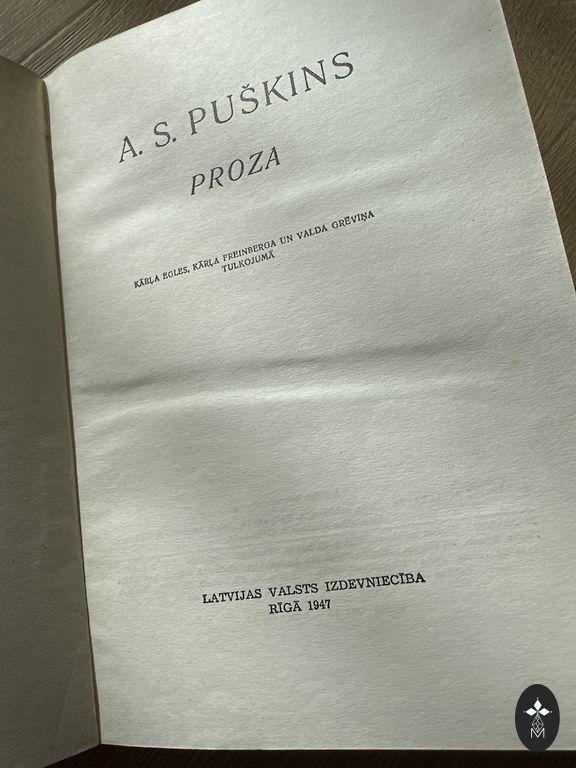 A. S. PUŠKINS
PROZA
KĀRĻA EGLES, KĀRĻA FREINBERGA UN VALDA GRĒVIŅA
TULKOJUMĀ
LATVIJAS VALSTS IZDEVNIECĪBA
RĪGĀ 1947